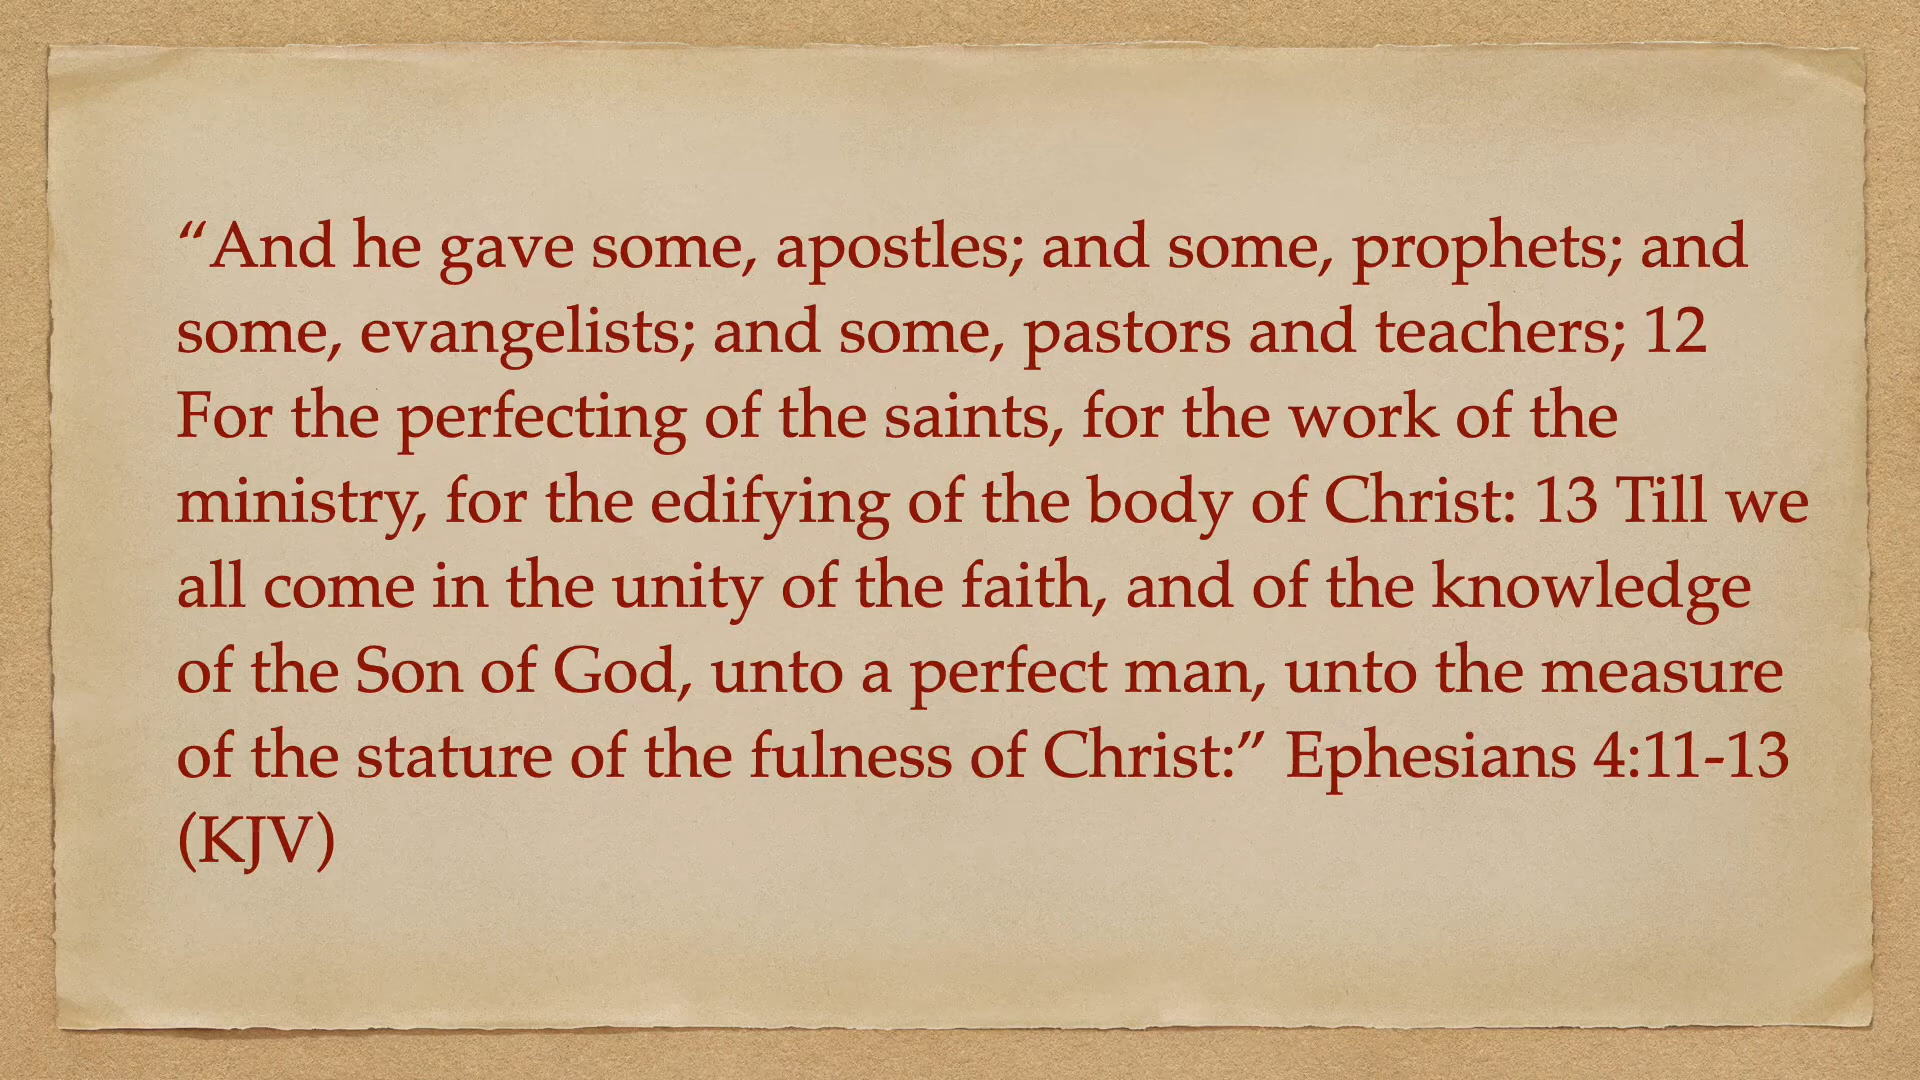 “And he gave some, apostles; and some, prophets; and
some, evangelists; and some, pastors and teachers; 12
For the perfecting of the saints, for the work of the
ministry, for the edifying of the body of Christ: 13 Till we
all come in the unity of the faith, and of the knowledge
of the Son of God, unto a perfect man, unto the measure
of the stature of the fulness of Christ:” Ephesians 4:11-13
(KJV)